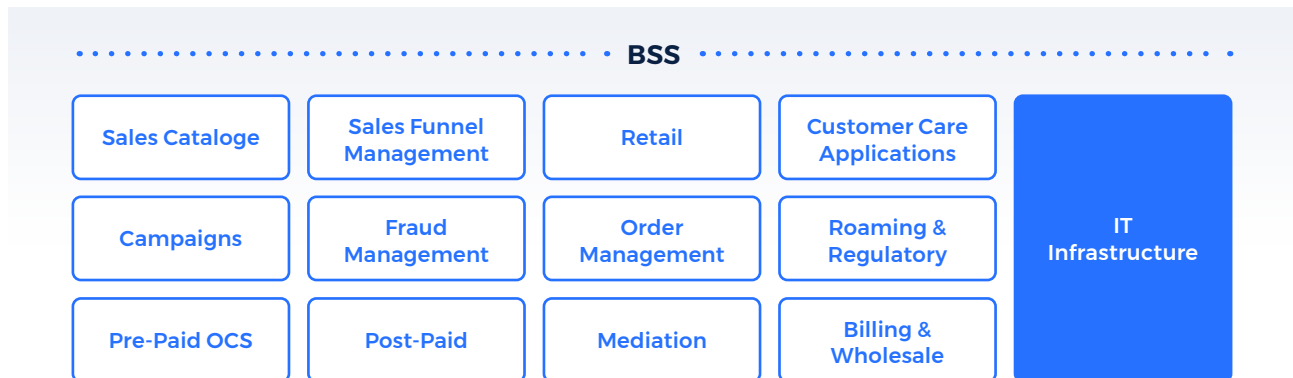 BSS
Sales Cataloge
Sales Funnel
Management
Retail
Customer Care
Applications
Campaigns
Fraud
Management
Order
Management
Roaming &
Regulatory
IT
Infrastructure
Pre-Paid OCS
Post-Paid
Mediation
Billing &
Wholesale